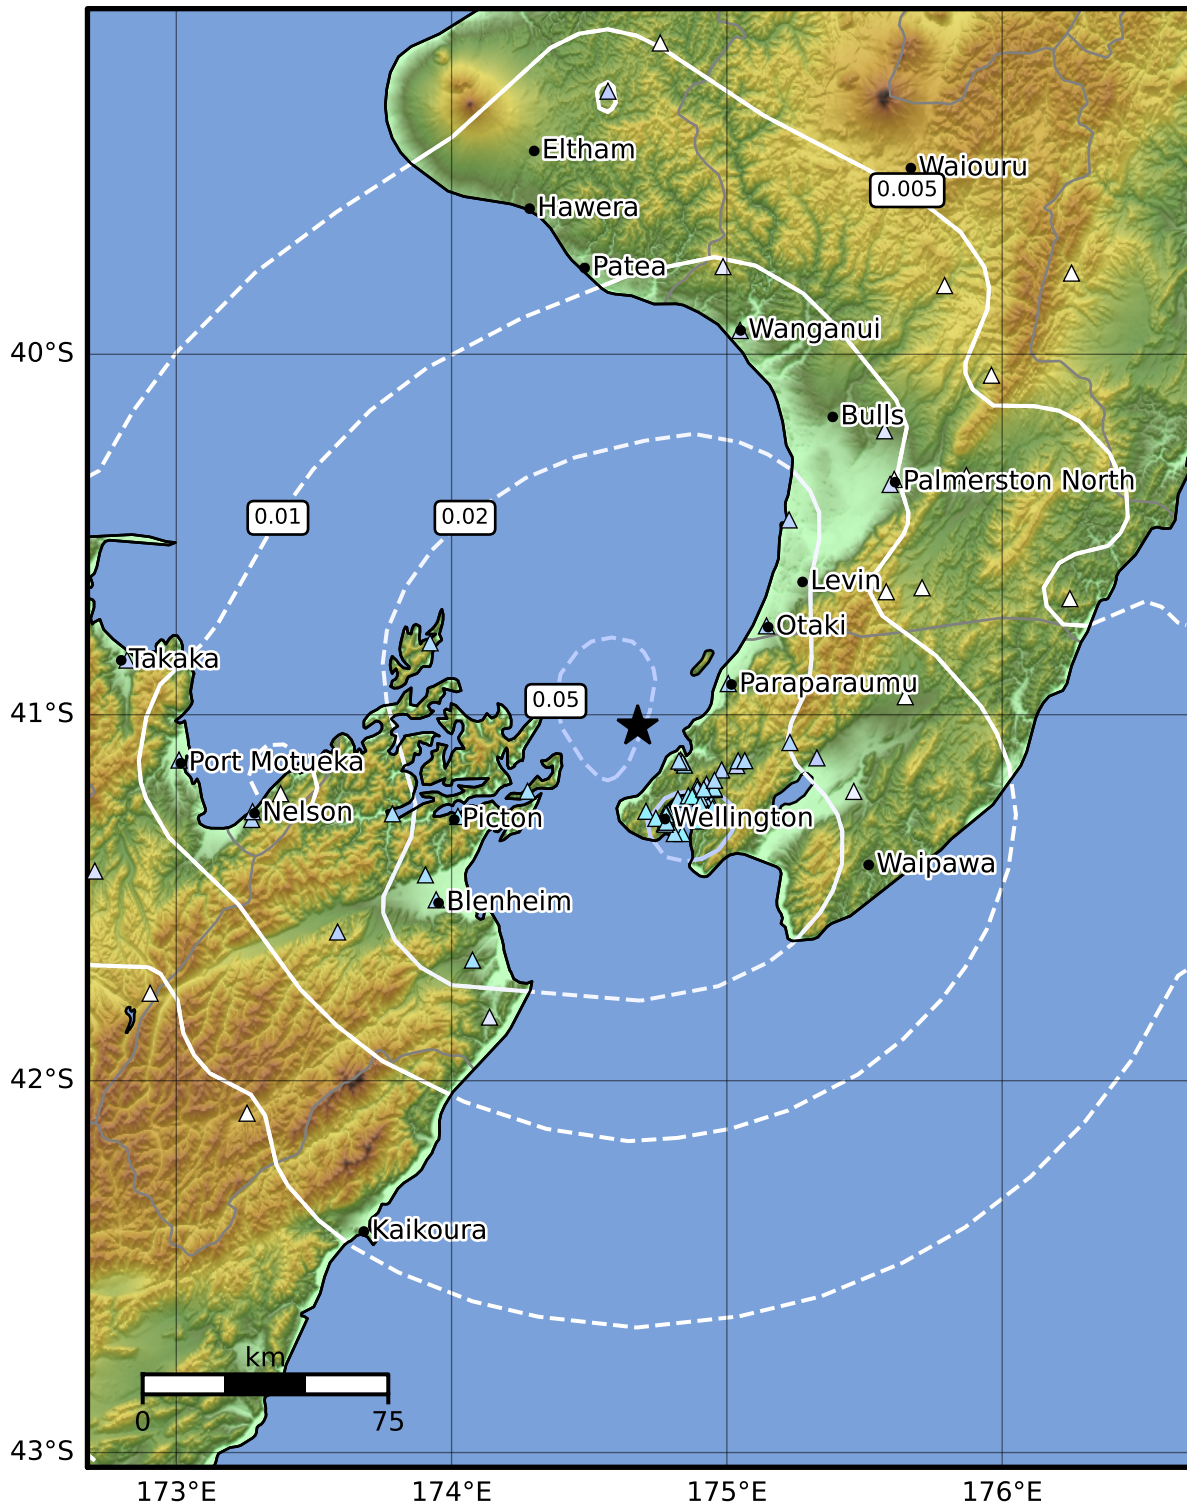 Eltham
Waiouru
0.005
Hawera
Patea
Wanganui
40°S
Bulls
Palmerston North
0.01
0.02
Levin
Otaki
Takaka
Paraparaumu
0.05
41°S
Port Motueka
Nelson
Picton
Wellington
Waipawa
Blenheim
42°S
Kaikoura
km
0
75
43°S
173°E
174°E
175°E
176°E